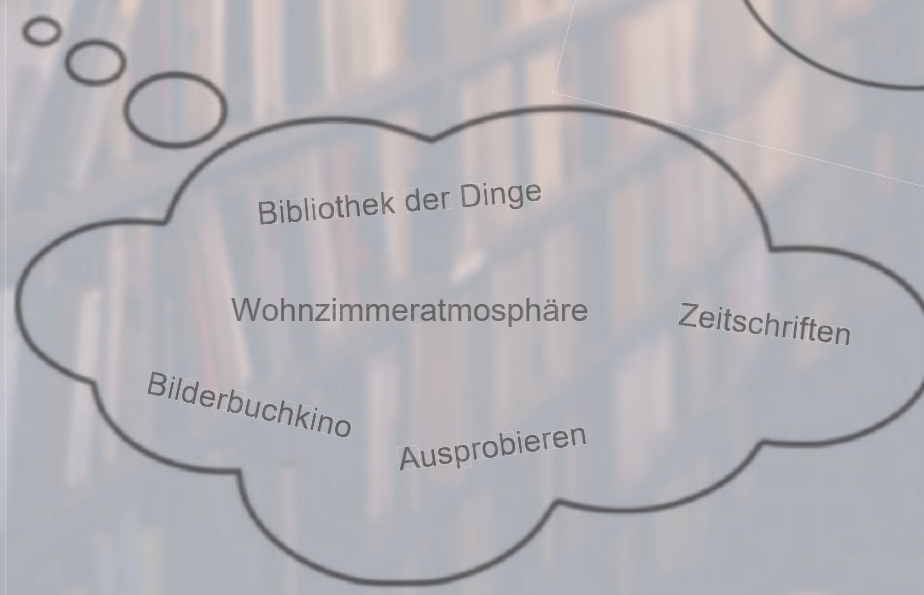 Bibliothek der Dinge
Wohnzimmeratmosphäre
Zeitschriften
Bilderbuchkino
Ausprobieren